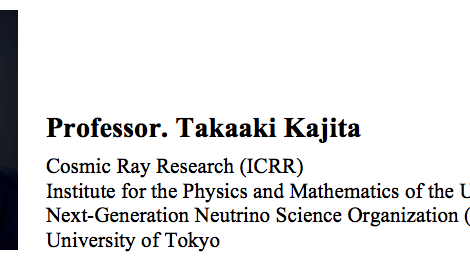 Professor. Takaaki Kajita
Cosmic Ray Research (ICRR)
Institute for the Physics and Mathematics of the
Next-Generation Neutrino Science Organization (
University of Tokyo